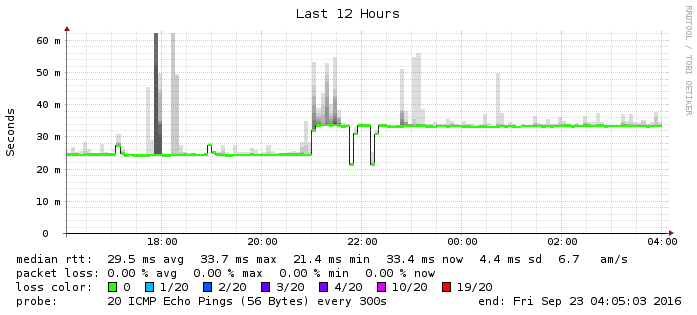 Last 12 Hours
RRDTOOL / TOBI OETIKER
Seconds
60 m
50 m
40 m
30 m
20 m
10 m
0
18:00 20:00 22:00 00:00 02:00 04:00
median rtt: 29.5 ms avg 33.7 ms max 21.4 ms min 33.4 ms now 4.4 ms sd 6.7 am/s
packet loss: 0.00 % avg 0.00 % max 0.00 % min 0.00 % now
loss color: 0 1/20 2/20 3/20 4/20 10/20 19/20
probe: 20 ICMP Echo Pings (56 Bytes) every 300s end: Fri Sep 23 04:05:03 2016